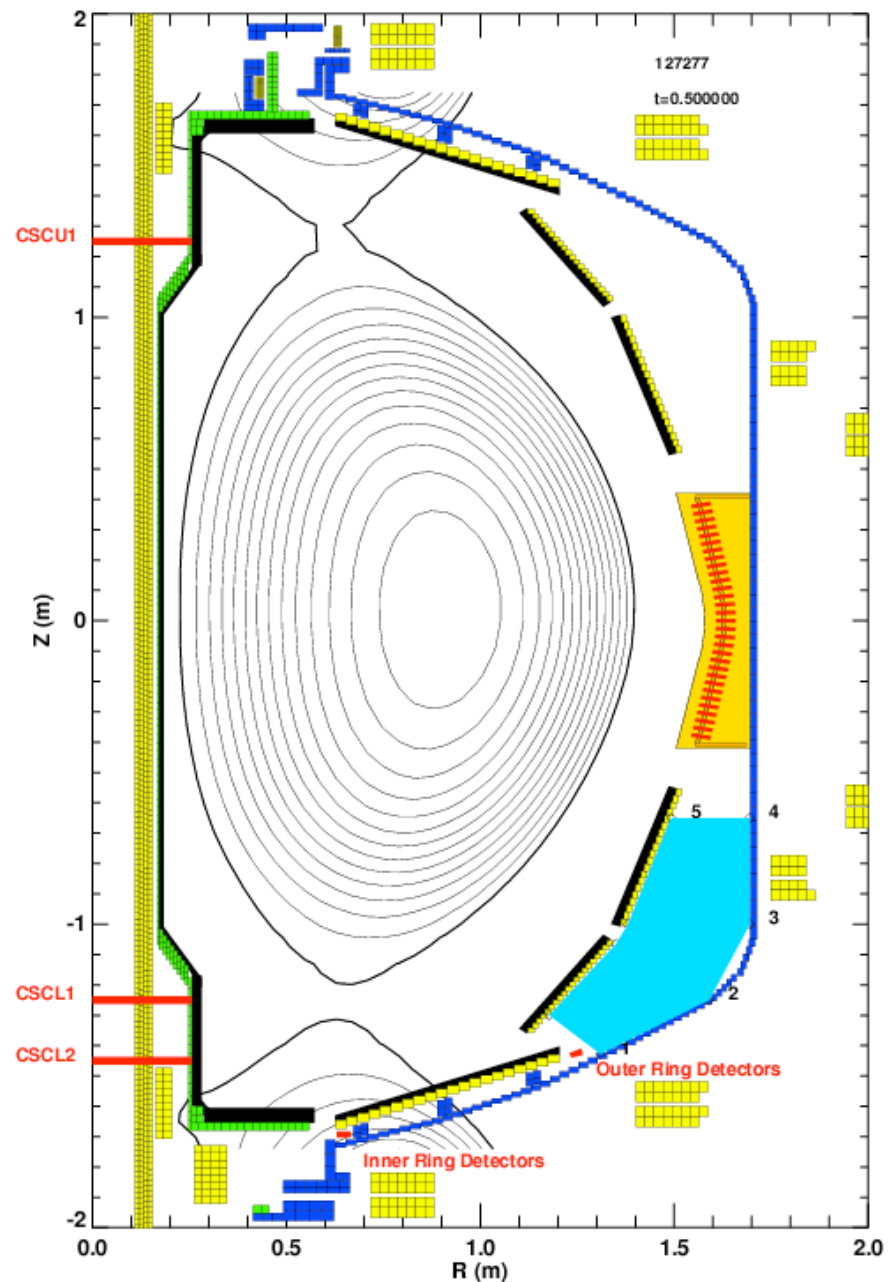 2
127277
t=0.500000
CSCU1
1
Z (m)
0
5
4
-1
3
CSCL1
2
CSCL2
1
Outer Ring Detectors
Inner Ring Detectors
-2
0.0
0.5
1.0
1.5
2.0
R (m)